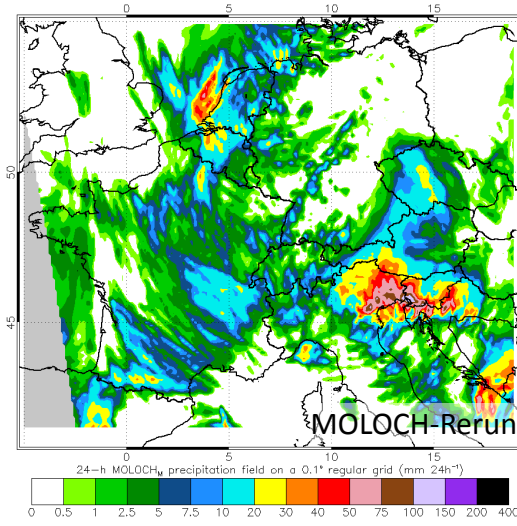 0 5 10 15
50
45
MOLOCH-Rerun
0 5 10 15
24-h MOLOCH_M precipitation field on a 0.1° regular grid (mm 24h⁻¹)
0 0.5 1 2.5 5 7.5 10 20 30 40 50 75 100 150 200 400